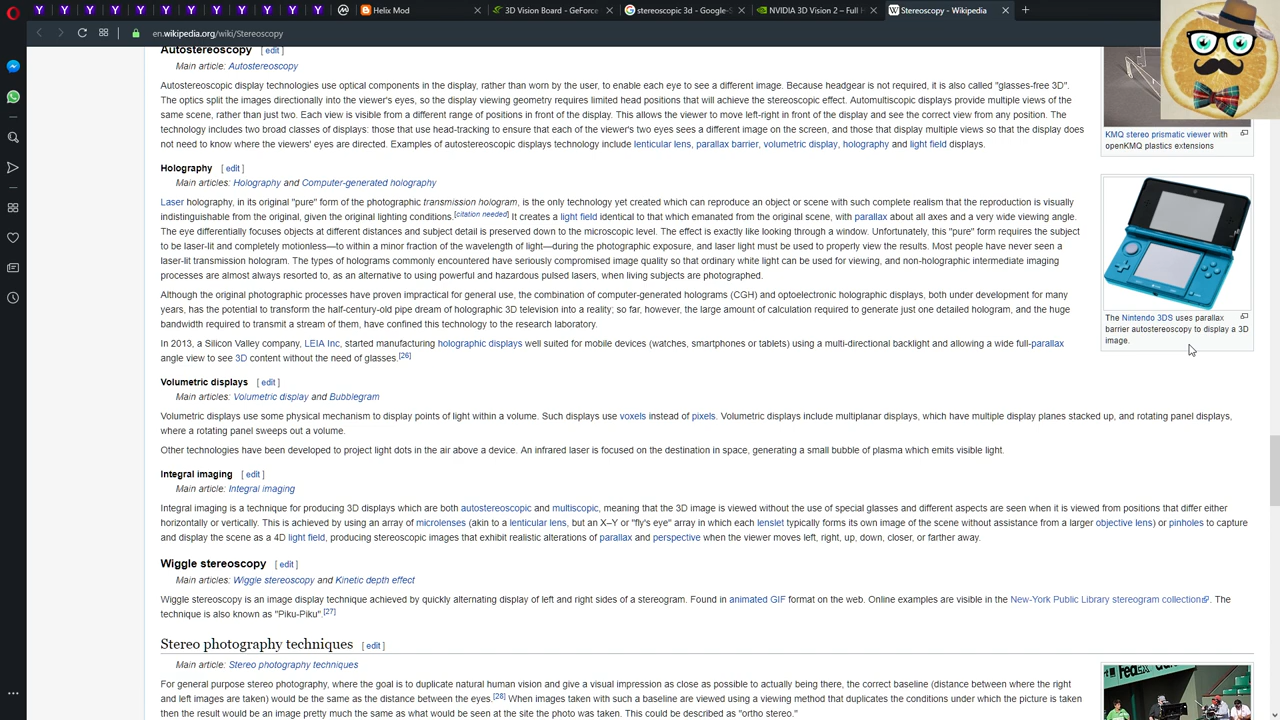 Helix Mod
3D Vision Board - GeForce
stereoscopic 3d - Google-S
NVIDIA 3D Vision 2 – Full H
Stereoscopy - Wikipedia
en.wikipedia.org/wiki/Stereoscopy
Autostereoscopy [edit]
Main article: Autostereoscopy
Autostereoscopic display technologies use optical components in the display, rather than worn by the user, to enable each eye to see a different image. Because headgear is not required, it is also called "glasses-free 3D".
The optics split the images directionally into the viewer's eyes, so the display viewing geometry requires limited head positions that will achieve the stereoscopic effect. Automultiscopic displays provide multiple views of the
same scene, rather than just two. Each view is visible from a different range of positions in front of the display. This allows the viewer to move left-right in front of the display and see the correct view from any position. The
technology includes two broad classes of displays: those that use head-tracking to ensure that each of the viewer's two eyes sees a different image on the screen, and those that display multiple views so that the display does
not need to know where the viewers' eyes are directed. Examples of autostereoscopic displays technology include lenticular lens, parallax barrier, volumetric display, holography and light field displays.
Holography [edit]
Main articles: Holography and Computer-generated holography
Laser holography, in its original "pure" form of the photographic transmission hologram, is the only technology yet created which can reproduce an object or scene with such complete realism that the reproduction is visually
indistinguishable from the original, given the original lighting conditions.[citation needed] It creates a light field identical to that which emanated from the original scene, with parallax about all axes and a very wide viewing angle.
The eye differentially focuses objects at different distances and subject detail is preserved down to the microscopic level. The effect is exactly like looking through a window. Unfortunately, this "pure" form requires the subject
to be laser-lit and completely motionless—to within a minor fraction of the wavelength of light—during the photographic exposure, and laser light must be used to properly view the results. Most people have never seen a
laser-lit transmission hologram. The types of holograms commonly encountered have seriously compromised image quality so that ordinary white light can be used for viewing, and non-holographic intermediate imaging
processes are almost always resorted to, as an alternative to using powerful and hazardous pulsed lasers, when living subjects are photographed.
Although the original photographic processes have proven impractical for general use, the combination of computer-generated holograms (CGH) and optoelectronic holographic displays, both under development for many
years, has the potential to transform the half-century-old pipe dream of holographic 3D television into a reality; so far, however, the large amount of calculation required to generate just one detailed hologram, and the huge
bandwidth required to transmit a stream of them, have confined this technology to the research laboratory.
In 2013, a Silicon Valley company, LEIA Inc, started manufacturing holographic displays well suited for mobile devices (watches, smartphones or tablets) using a multi-directional backlight and allowing a wide full-parallax
angle view to see 3D content without the need of glasses.[26]
Volumetric displays [edit]
Main articles: Volumetric display and Bubblegram
Volumetric displays use some physical mechanism to display points of light within a volume. Such displays use voxels instead of pixels. Volumetric displays include multiplanar displays, which have multiple display planes stacked up, and rotating panel displays,
where a rotating panel sweeps out a volume.
Other technologies have been developed to project light dots in the air above a device. An infrared laser is focused on the destination in space, generating a small bubble of plasma which emits visible light.
Integral imaging [edit]
Main article: Integral imaging
Integral imaging is a technique for producing 3D displays which are both autostereoscopic and multiscopic, meaning that the 3D image is viewed without the use of special glasses and different aspects are seen when it is viewed from positions that differ either
horizontally or vertically. This is achieved by using an array of microlenses (akin to a lenticular lens, but an X–Y or "fly's eye" array in which each lenslet typically forms its own image of the scene without assistance from a larger objective lens) or pinholes to capture
and display the scene as a 4D light field, producing stereoscopic images that exhibit realistic alterations of parallax and perspective when the viewer moves left, right, up, down, closer, or farther away.
Wiggle stereoscopy [edit]
Main articles: Wiggle stereoscopy and Kinetic depth effect
Wiggle stereoscopy is an image display technique achieved by quickly alternating display of left and right sides of a stereogram. Found in animated GIF format on the web. Online examples are visible in the New-York Public Library stereogram collection. The
technique is also known as "Piku-Piku".[27]
Stereo photography techniques [edit]
Main article: Stereo photography techniques
For general purpose stereo photography, where the goal is to duplicate natural human vision and give a visual impression as close as possible to actually being there, the correct baseline (distance between where the right
and left images are taken) would be the same as the distance between the eyes.[28] When images taken with such a baseline are viewed using a viewing method that duplicates the conditions under which the picture is taken
then the result would be an image pretty much the same as what would be seen at the site the photo was taken. This could be described as "ortho stereo."
KMQ stereo prismatic viewer with
openKMQ plastics extensions
The Nintendo 3DS uses parallax
barrier autostereoscopy to display a 3D
image.